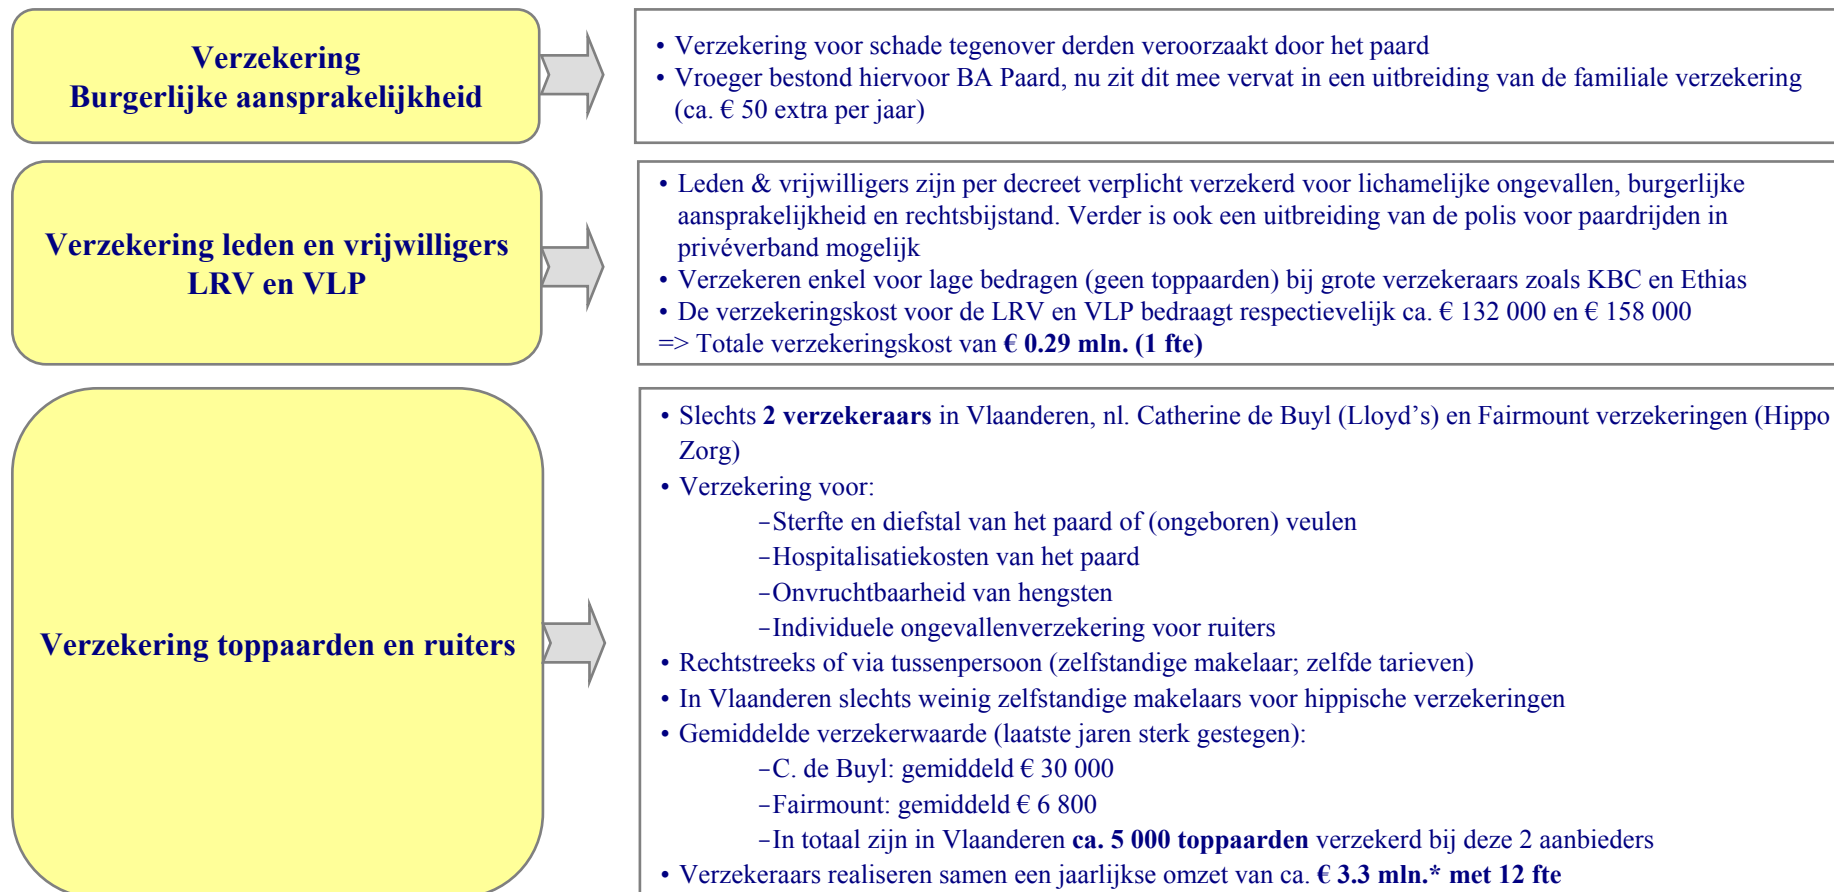 Verzekering
Burgerlijke aansprakelijkheid
• Verzekering voor schade tegenover derden veroorzaakt door het paard
• Vroeger bestond hiervoor BA Paard, nu zit dit mee vervat in een uitbreiding van de familiale verzekering
(ca. € 50 extra per jaar)
Verzekering leden en vrijwilligers
LRV en VLP
• Leden & vrijwilligers zijn per decreet verplicht verzekerd voor lichamelijke ongevallen, burgerlijke
aansprakelijkheid en rechtsbijstand. Verder is ook een uitbreiding van de polis voor paardrijden in
privéverband mogelijk
• Verzekeren enkel voor lage bedragen (geen toppaarden) bij grote verzekeraars zoals KBC en Ethias
• De verzekeringskost voor de LRV en VLP bedraagt respectievelijk ca. € 132 000 en € 158 000
=> Totale verzekeringskost van € 0.29 mln. (1 fte)
Verzekering toppaarden en ruiters
• Slechts 2 verzekeraars in Vlaanderen, nl. Catherine de Buyl (Lloyd’s) en Fairmount verzekeringen (Hippo
Zorg)
• Verzekering voor:
–Sterfte en diefstal van het paard of (ongeboren) veulen
–Hospitalisatiekosten van het paard
–Onvruchtbaarheid van hengsten
–Individuele ongevallenverzekering voor ruiters
• Rechtstreeks of via tussenpersoon (zelfstandige makelaar; zelfde tarieven)
• In Vlaanderen slechts weinig zelfstandige makelaars voor hippische verzekeringen
• Gemiddelde verzekerwaarde (laatste jaren sterk gestegen):
–C. de Buyl: gemiddeld € 30 000
–Fairmount: gemiddeld € 6 800
–In totaal zijn in Vlaanderen ca. 5 000 toppaarden verzekerd bij deze 2 aanbieders
• Verzekeraars realiseren samen een jaarlijkse omzet van ca. € 3.3 mln.* met 12 fte